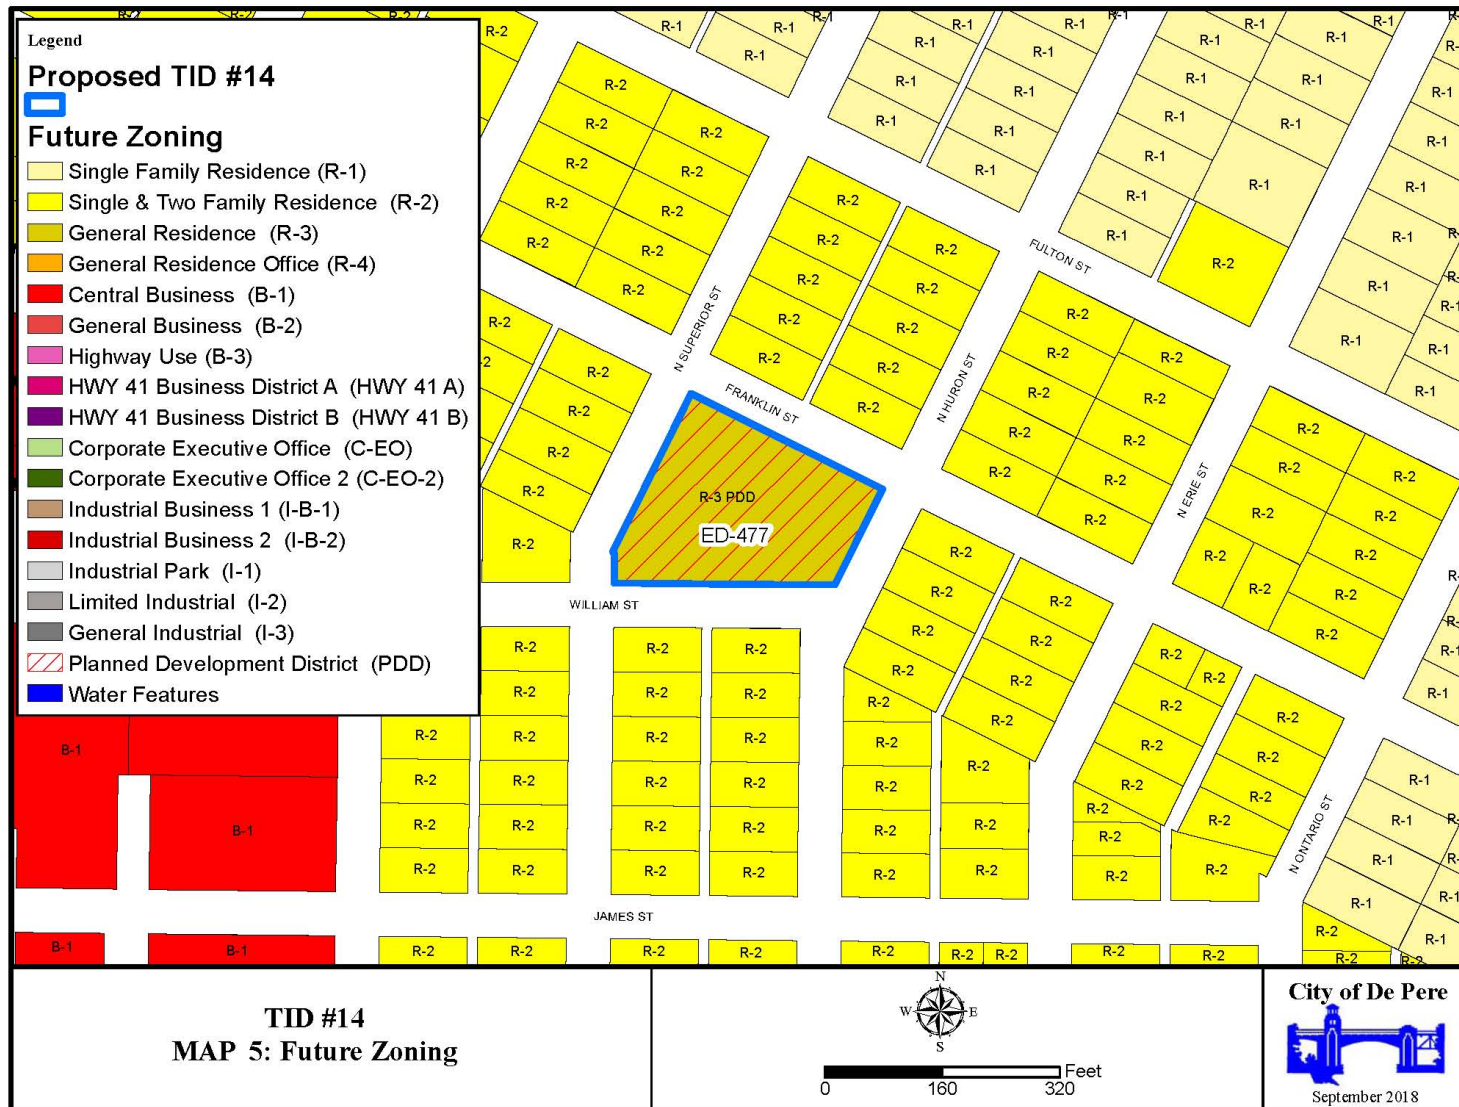 Legend
Proposed TID #14
Future Zoning
Single Family Residence (R-1)
Single & Two Family Residence (R-2)
General Residence (R-3)
General Residence Office (R-4)
Central Business (B-1)
General Business (B-2)
Highway Use (B-3)
HWY 41 Business District A (HWY 41 A)
HWY 41 Business District B (HWY 41 B)
Corporate Executive Office (C-EO)
Corporate Executive Office 2 (C-EO-2)
Industrial Business 1 (I-B-1)
Industrial Business 2 (I-B-2)
Industrial Park (I-1)
Limited Industrial (I-2)
General Industrial (I-3)
Planned Development District (PDD)
Water Features
FULTON ST
N SUPERIOR ST
FRANKLIN ST
N HURON ST
N ERIE ST
R-3 PDD
ED-477
WILLIAM ST
N ONTARIO ST
JAMES ST
R-1
R-2
B-1
B-1
B-1
B-1
TID #14
MAP 5: Future Zoning
N
W
E
S
Feet
0
160
320
City of De Pere
September 2018